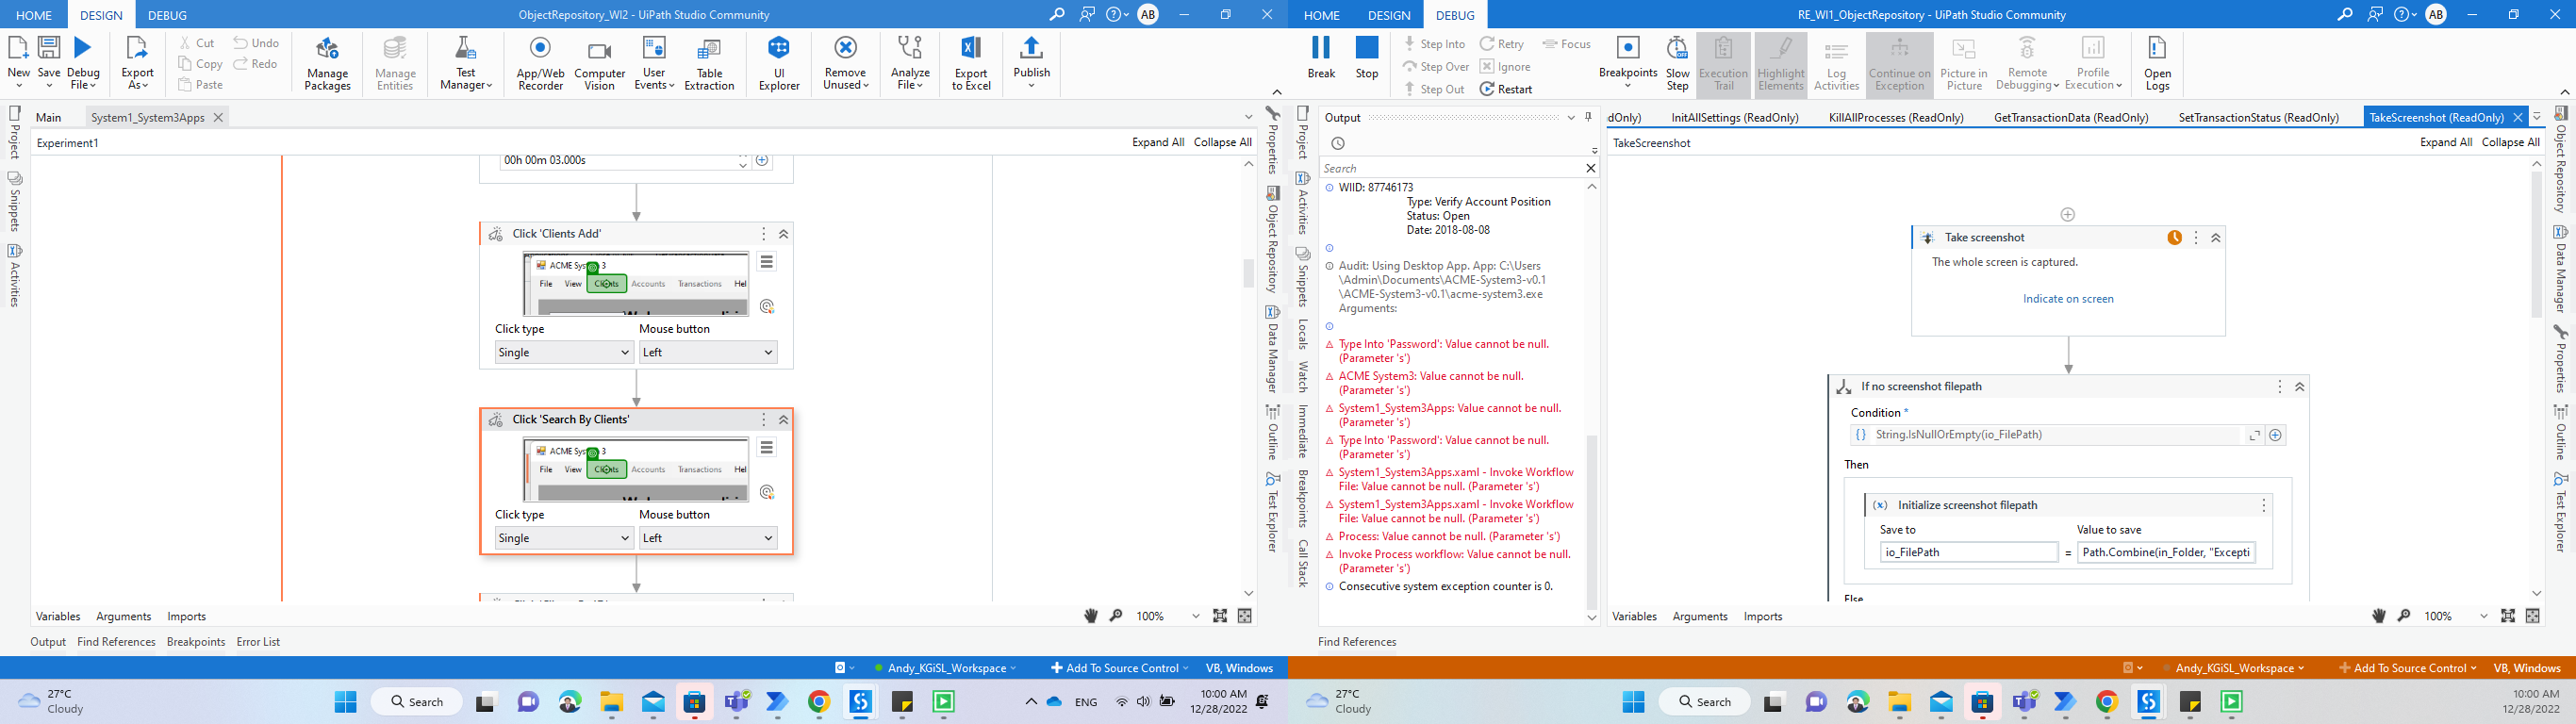 HOME DESIGN DEBUG ObjectRepository_WI2 - UiPath Studio Community AB
New Save Debug File Export As Cut Copy Paste Undo Redo Manage Packages Manage Entities Test Manager App/Web Recorder Computer Vision User Events Table Extraction UI Explorer Remove Unused Analyze File Export to Excel Publish
Main System1_System3Apps
Experiment1 Expand All Collapse All
Project
Snippets
Activities
00h 00m 03.000s
Click 'Clients Add'
ACME System 3
File View Clients Accounts Transactions Hel
Click type Mouse button
Single Left
Click 'Search By Clients'
File View Clients Accounts Transactions Hel
Click type Mouse button
Single Left
Properties
Object Repository
Data Manager
Outline
Test Explorer
Variables Arguments Imports 100%
Output Find References Breakpoints Error List
Andy_KGiSL_Workspace Add To Source Control VB, Windows
27°C
Cloudy
Search
ENG
10:00 AM
12/28/2022
HOME DESIGN DEBUG RE_WI1_ObjectRepository - UiPath Studio Community AB
Break Stop Step Into Step Over Step Out Retry Ignore Restart Focus Breakpoints Slow Step Execution Trail Highlight Elements Log Activities Continue on Exception Picture in Picture Remote Debugging Profile Execution Open Logs
Project
Activities
Snippets
Locals
Watch
Immediate
Breakpoints
Call Stack
Output
Search
WIID: 87746173
Type: Verify Account Position
Status: Open
Date: 2018-08-08
Audit: Using Desktop App. App: C:\Users
\Admin\Documents\ACME-System3-v0.1
\ACME-System3-v0.1\acme-system3.exe
Arguments:
Type Into 'Password': Value cannot be null.
(Parameter 's')
ACME System3: Value cannot be null.
(Parameter 's')
System1_System3Apps: Value cannot be null.
(Parameter 's')
Type Into 'Password': Value cannot be null.
(Parameter 's')
System1_System3Apps.xaml - Invoke Workflow
File: Value cannot be null. (Parameter 's')
System1_System3Apps.xaml - Invoke Workflow
File: Value cannot be null. (Parameter 's')
Process: Value cannot be null. (Parameter 's')
Invoke Process workflow: Value cannot be null.
(Parameter 's')
Consecutive system exception counter is 0.
Find References
dOnly) InitAllSettings (ReadOnly) KillAllProcesses (ReadOnly) GetTransactionData (ReadOnly) SetTransactionStatus (ReadOnly) TakeScreenshot (ReadOnly)
TakeScreenshot Expand All Collapse All
Take screenshot
The whole screen is captured.
Indicate on screen
If no screenshot filepath
Condition *
String.IsNullOrEmpty(io_FilePath)
Then
Initialize screenshot filepath
Save to Value to save
io_FilePath = Path.Combine(in_Folder, "Excepti
Else
Object Repository
Data Manager
Properties
Outline
Test Explorer
Variables Arguments Imports 100%
Andy_KGiSL_Workspace Add To Source Control VB, Windows
27°C
Cloudy
Search
10:00 AM
12/28/2022